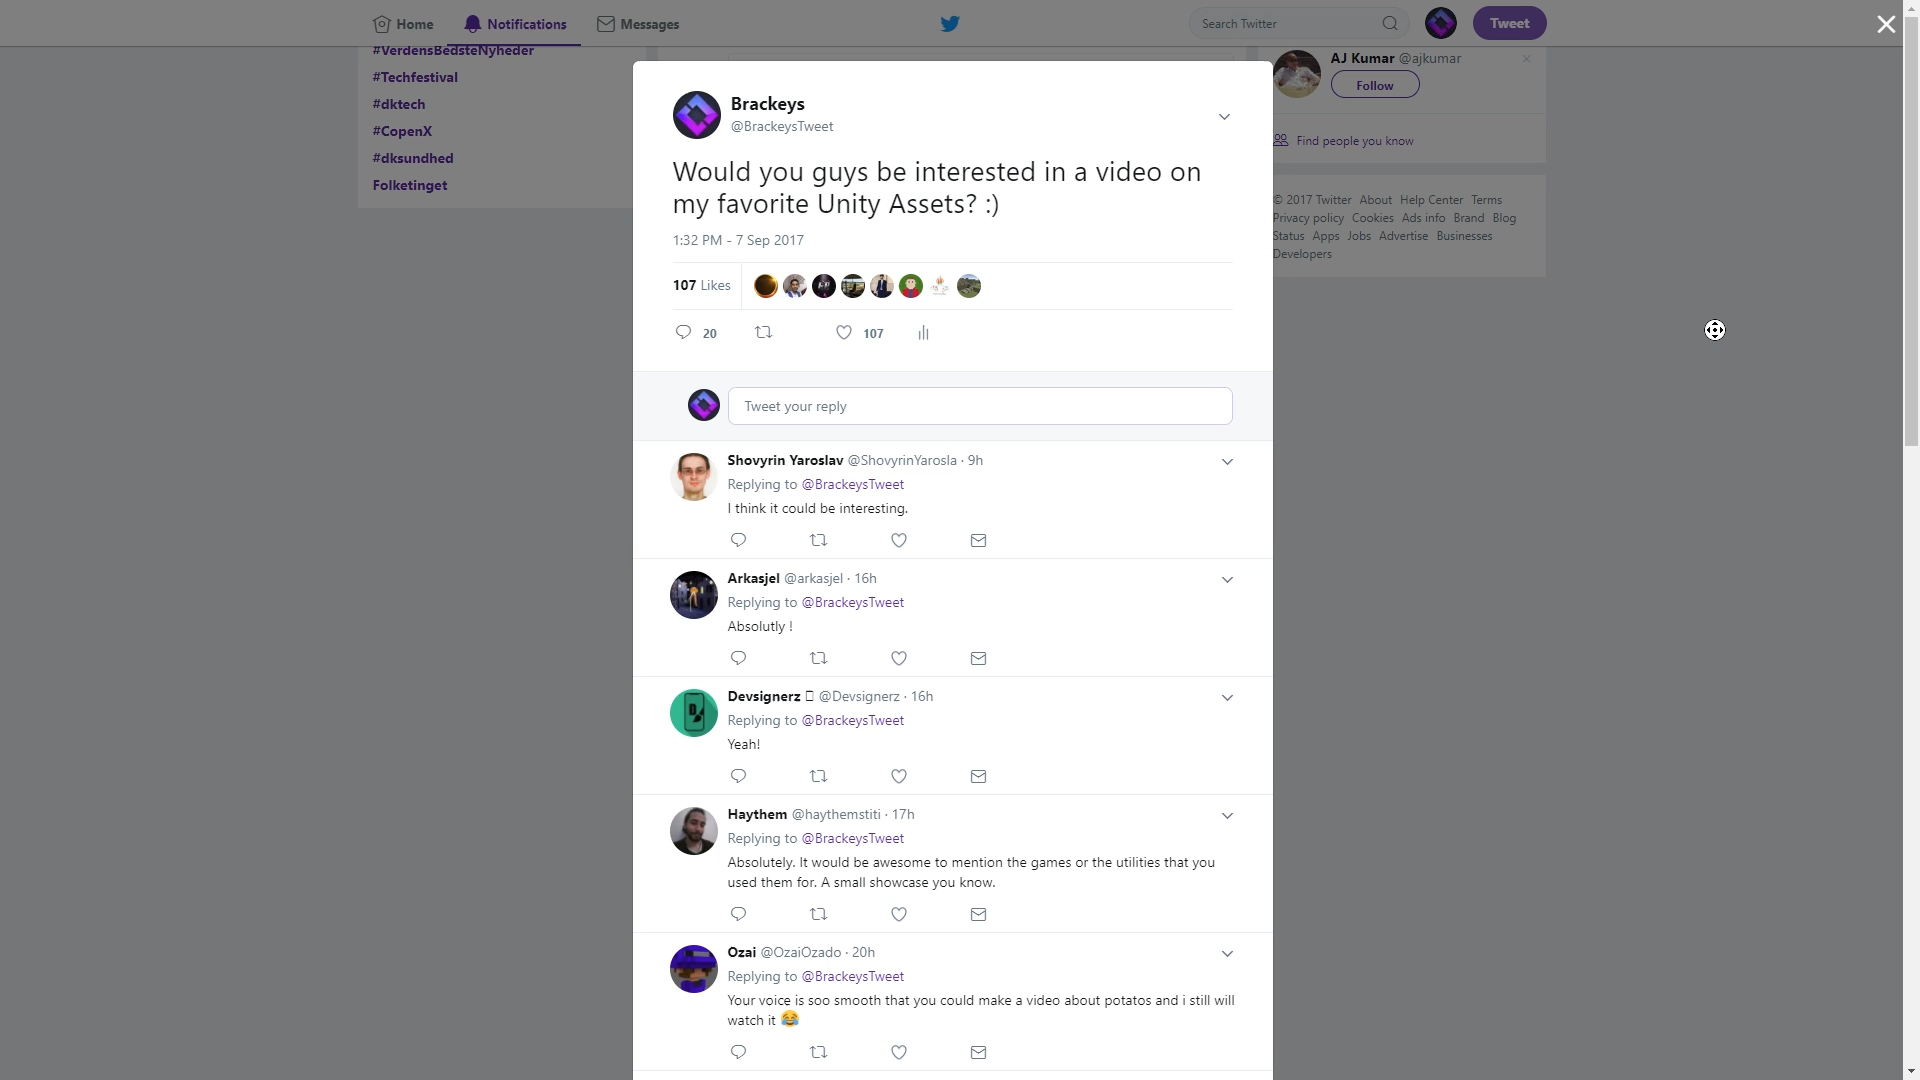 Home
Notifications
Messages
Search Twitter
Tweet
#VerdensBedsteNyheder
#Techfestival
#dktech
#CopenX
#dksundhed
Folketinget
Brackeys
@BrackeysTweet
Would you guys be interested in a video on
my favorite Unity Assets? :)
1:32 PM - 7 Sep 2017
107 Likes
20
107
Tweet your reply
Shovyrin Yaroslav @ShovyrinYarosla · 9h
Replying to @BrackeysTweet
I think it could be interesting.
Arkasjel @arkasjel · 16h
Replying to @BrackeysTweet
Absolutly !
Devsignerz @Devsignerz · 16h
Replying to @BrackeysTweet
Yeah!
Haythem @haythemstiti · 17h
Replying to @BrackeysTweet
Absolutely. It would be awesome to mention the games or the utilities that you
used them for. A small showcase you know.
Ozai @OzaiOzado · 20h
Replying to @BrackeysTweet
Your voice is soo smooth that you could make a video about potatos and i still will
watch it 😂
AJ Kumar @ajkumar
Follow
Find people you know
© 2017 Twitter About Help Center Terms
Privacy policy Cookies Ads info Brand Blog
Status Apps Jobs Advertise Businesses
Developers